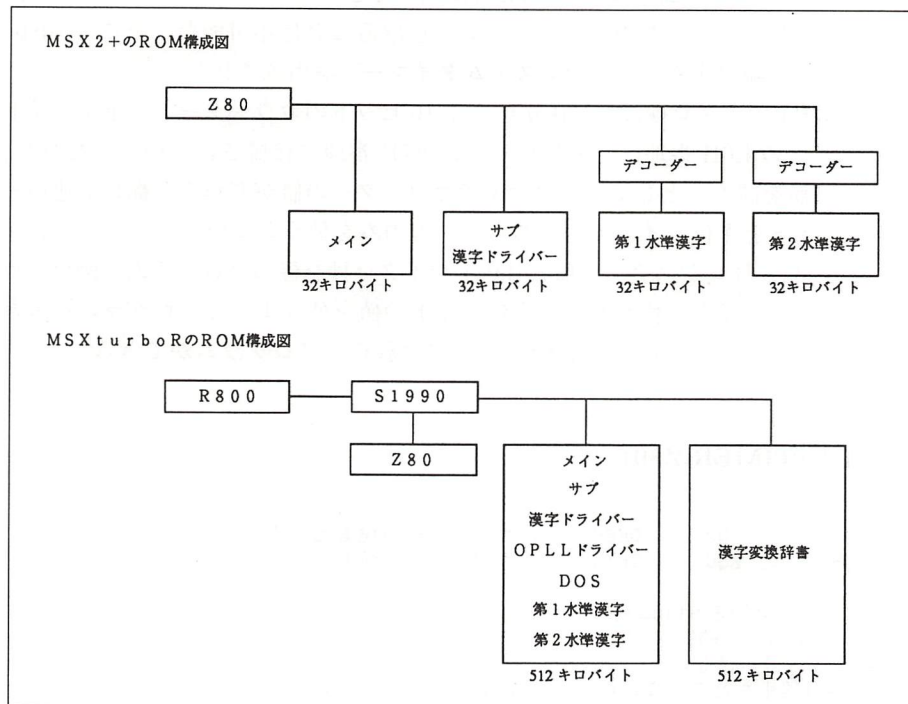 MSX2+のROM構成図
Z80
デコーダー
デコーダー
メイン
サブ
漢字ドライバー
第1水準漢字
第2水準漢字
32キロバイト
32キロバイト
32キロバイト
32キロバイト
MSXturboRのROM構成図
R800
S1990
Z80
メイン
サブ
漢字ドライバー
OPLLドライバー
DOS
第1水準漢字
第2水準漢字
漢字変換辞書
512キロバイト
512キロバイト